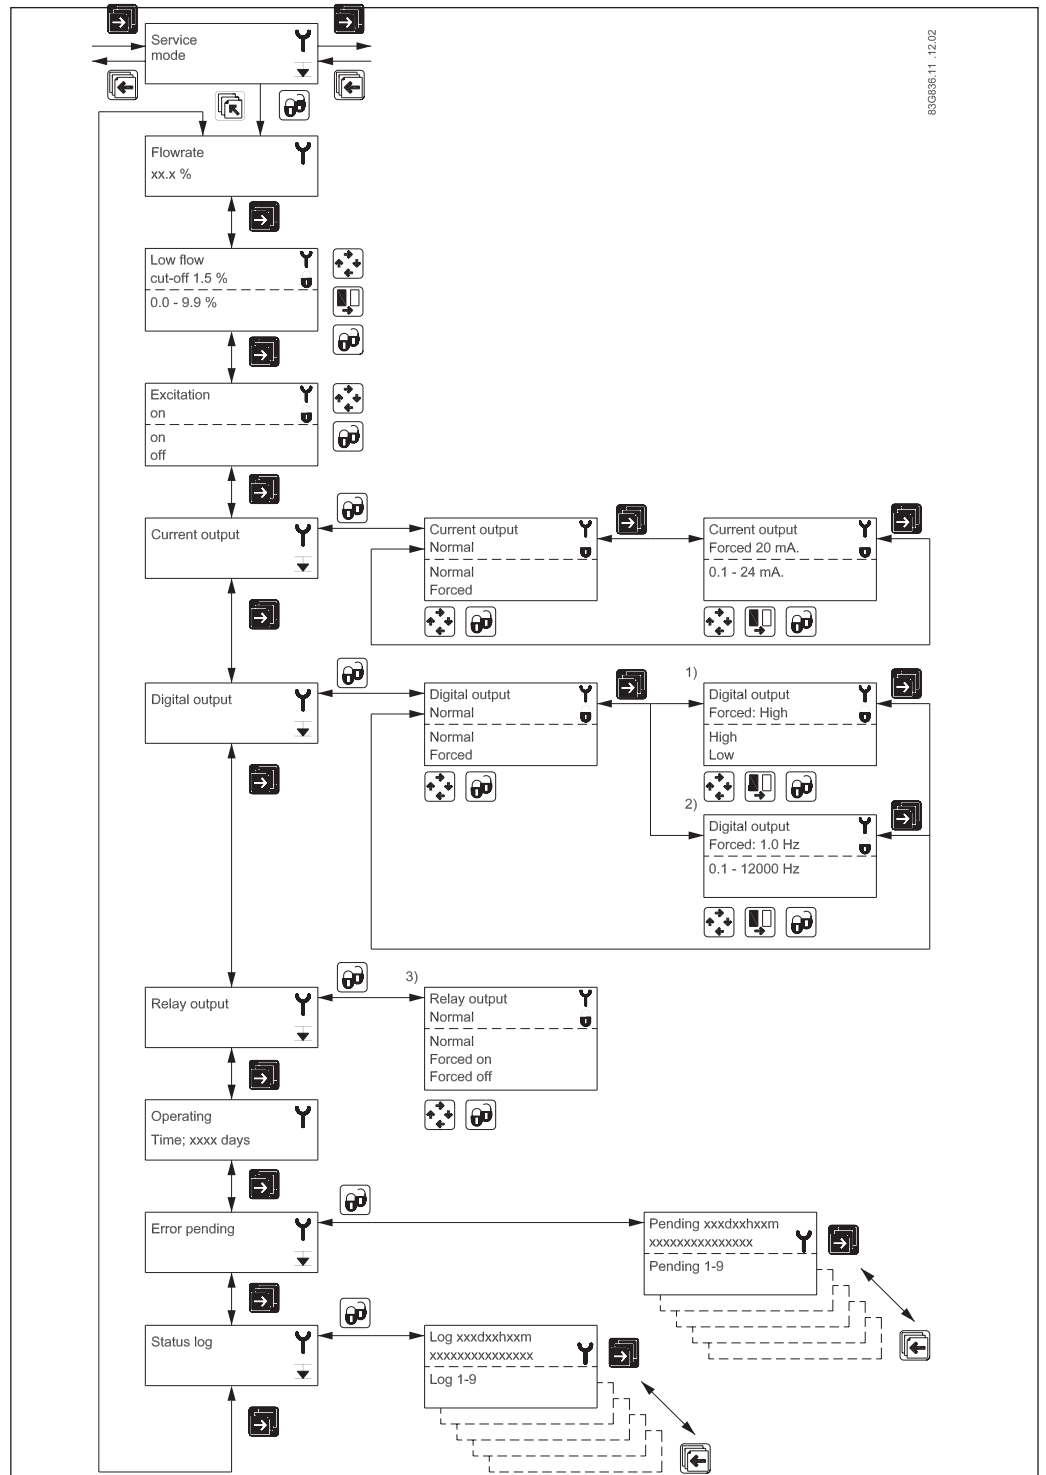 Service
mode
83G836.11 .12.02
Flowrate
xx.x %
Low flow
cut-off 1.5 %
0.0 - 9.9 %
Excitation
on
on
off
Current output
Current output
Normal
Normal
Forced
Current output
Forced 20 mA.
0.1 - 24 mA.
Digital output
Digital output
Normal
Normal
Forced
1)
Digital output
Forced: High
High
Low
2)
Digital output
Forced: 1.0 Hz
0.1 - 12000 Hz
Relay output
3)
Relay output
Normal
Normal
Forced on
Forced off
Operating
Time; xxxx days
Error pending
Pending xxxdxxhxxm
xxxxxxxxxxxxxxx
Pending 1-9
Status log
Log xxxdxxhxxm
xxxxxxxxxxxxxxx
Log 1-9